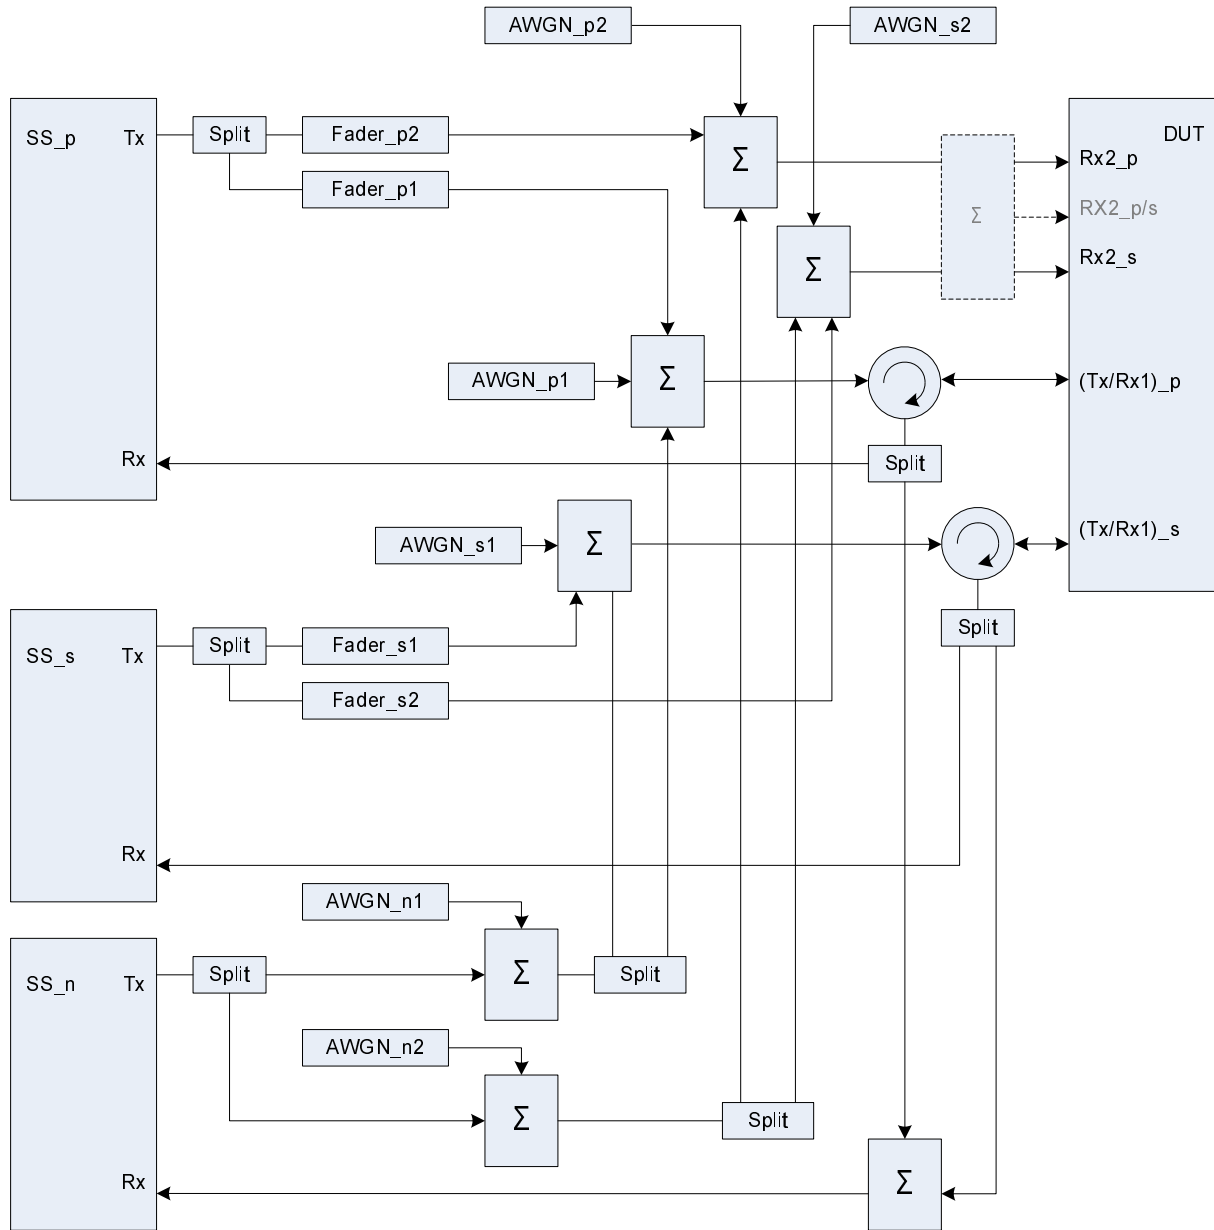 AWGN_p2
AWGN_s2
SS_p
Tx
Split
Fader_p2
Σ
DUT
Rx2_p
Fader_p1
RX2_p/s
Σ
Rx2_s
Σ
AWGN_p1
Σ
(Tx/Rx1)_p
Rx
Split
AWGN_s1
Σ
(Tx/Rx1)_s
Split
SS_s
Tx
Split
Fader_s1
Fader_s2
Rx
AWGN_n1
SS_n
Tx
Split
Σ
Split
AWGN_n2
Σ
Split
Rx
Σ